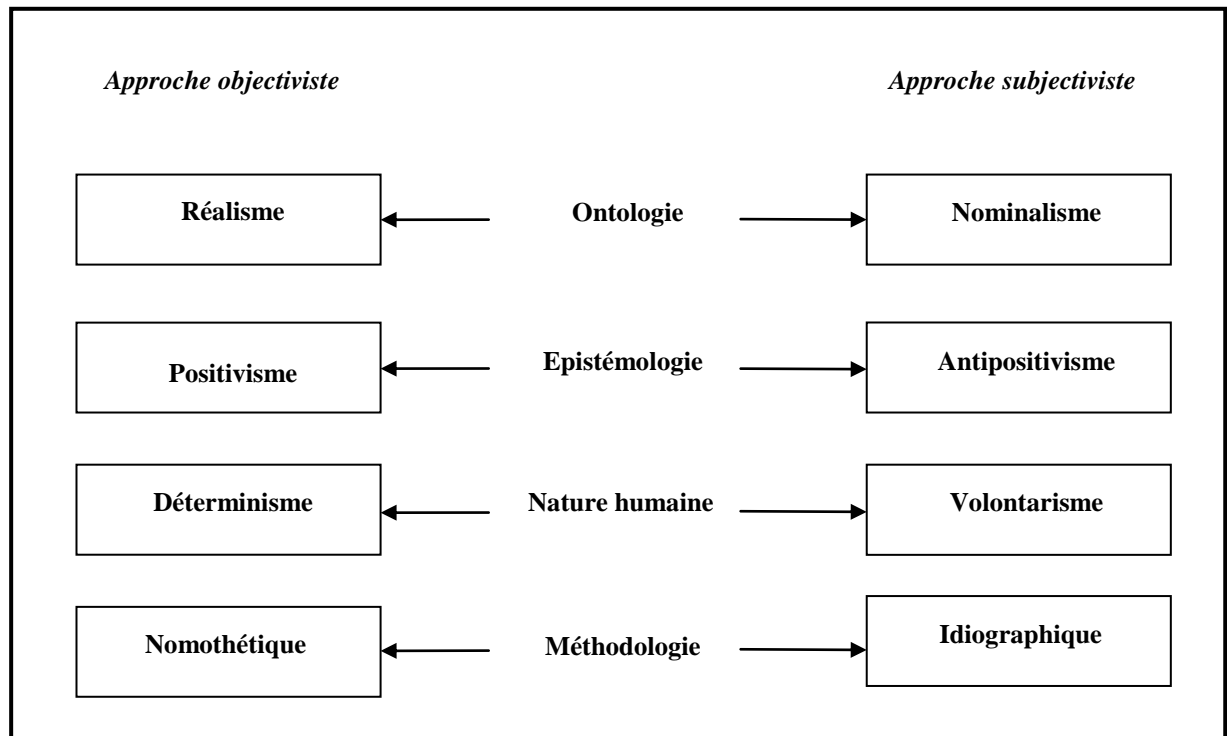 Approche objectiviste Approche subjectiviste
Réalisme Ontologie Nominalisme
Positivisme Epistémologie Antipositivisme
Déterminisme Nature humaine Volontarisme
Nomothétique Méthodologie Idiographique